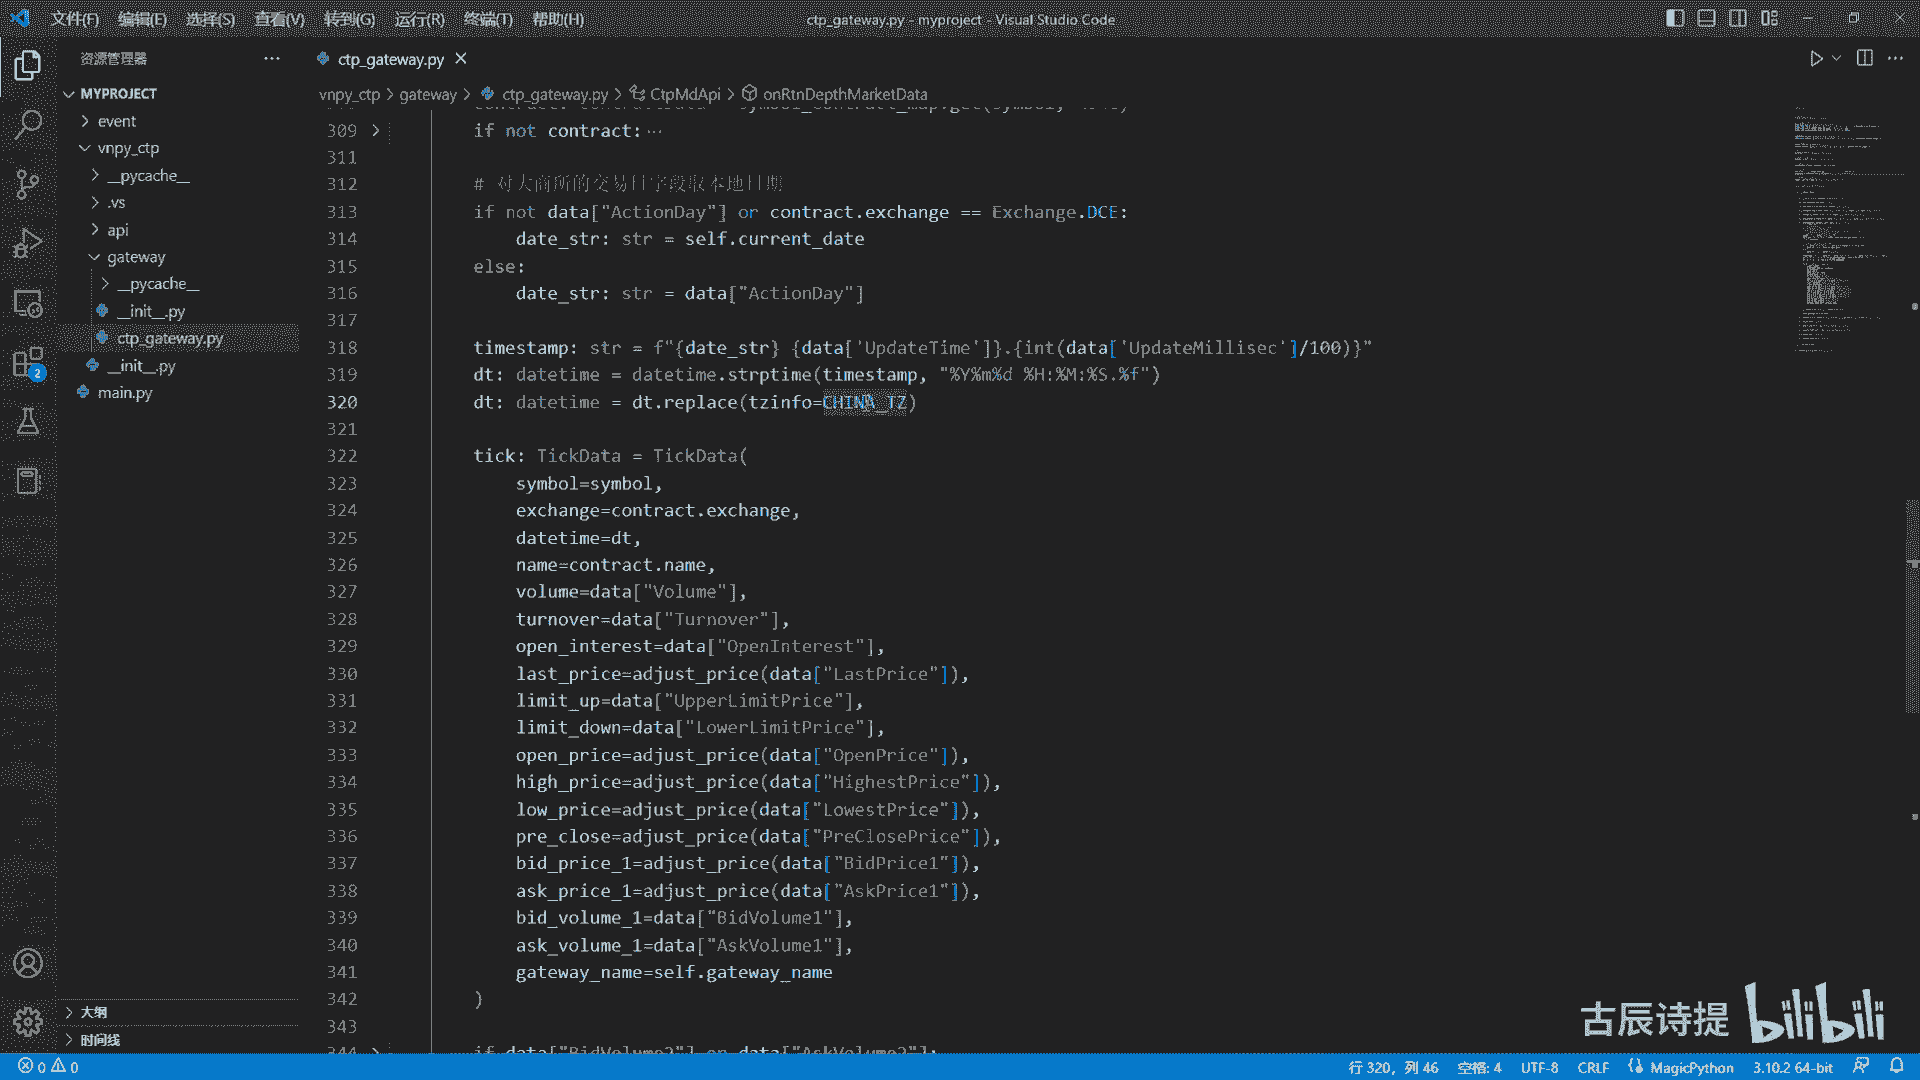 文件(F) 编辑(E) 选择(S) 查看(V) 转到(G) 运行(R) 终端(T) 帮助(H)
ctp_gateway.py - myproject - Visual Studio Code
资源管理器
MYPROJECT
event
vnpy_ctp
__pycache__
.vs
api
gateway
__pycache__
__init__.py
ctp_gateway.py
__init__.py
main.py
大纲
时间线
2
ctp_gateway.py
vnpy_ctp > gateway > ctp_gateway.py > CtpMdApi > onRtnDepthMarketData
309 if not contract:…
311
312 # 对大商所的交易日字段取本地日期
313 if not data["ActionDay"] or contract.exchange == Exchange.DCE:
314 date_str: str = self.current_date
315 else:
316 date_str: str = data["ActionDay"]
317
318 timestamp: str = f"{date_str} {data['UpdateTime']}.{int(data['UpdateMillisec']/100)}"
319 dt: datetime = datetime.strptime(timestamp, "%Y%m%d %H:%M:%S.%f")
320 dt: datetime = dt.replace(tzinfo=CHINA_TZ)
321
322 tick: TickData = TickData(
323 symbol=symbol,
324 exchange=contract.exchange,
325 datetime=dt,
326 name=contract.name,
327 volume=data["Volume"],
328 turnover=data["Turnover"],
329 open_interest=data["OpenInterest"],
330 last_price=adjust_price(data["LastPrice"]),
331 limit_up=data["UpperLimitPrice"],
332 limit_down=data["LowerLimitPrice"],
333 open_price=adjust_price(data["OpenPrice"]),
334 high_price=adjust_price(data["HighestPrice"]),
335 low_price=adjust_price(data["LowestPrice"]),
336 pre_close=adjust_price(data["PreClosePrice"]),
337 bid_price_1=adjust_price(data["BidPrice1"]),
338 ask_price_1=adjust_price(data["AskPrice1"]),
339 bid_volume_1=data["BidVolume1"],
340 ask_volume_1=data["AskVolume1"],
341 gateway_name=self.gateway_name
342 )
343
古辰诗提 bilibili
0 0
行 320，列 46 空格: 4 UTF-8 CRLF MagicPython 3.10.2 64-bit